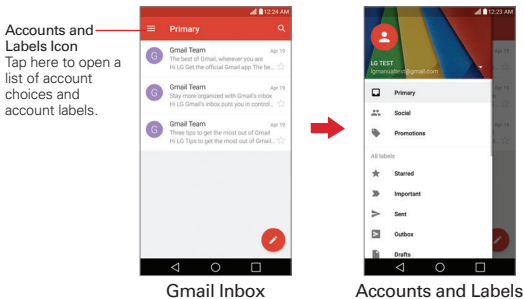 Accounts and
Labels Icon
Tap here to open a
list of account
choices and
account labels.
12:24 AM
Primary
Gmail Team Apr 19
The best of Gmail, wherever you are
Hi LG Get the official Gmail app The be...
Gmail Team Apr 19
Stay more organized with Gmail's inbox
Hi LG Gmail's inbox puts you in control...
Gmail Team Apr 19
Three tips to get the most out of Gmail
Hi LG Tips to get the most out of Gmail...
G
G
G
Gmail Inbox
12:23 AM
LG TEST
lgmanualtest@gmail.com
Primary
Social
Promotions
All labels
Starred
Important
Sent
Outbox
Drafts
Accounts and Labels